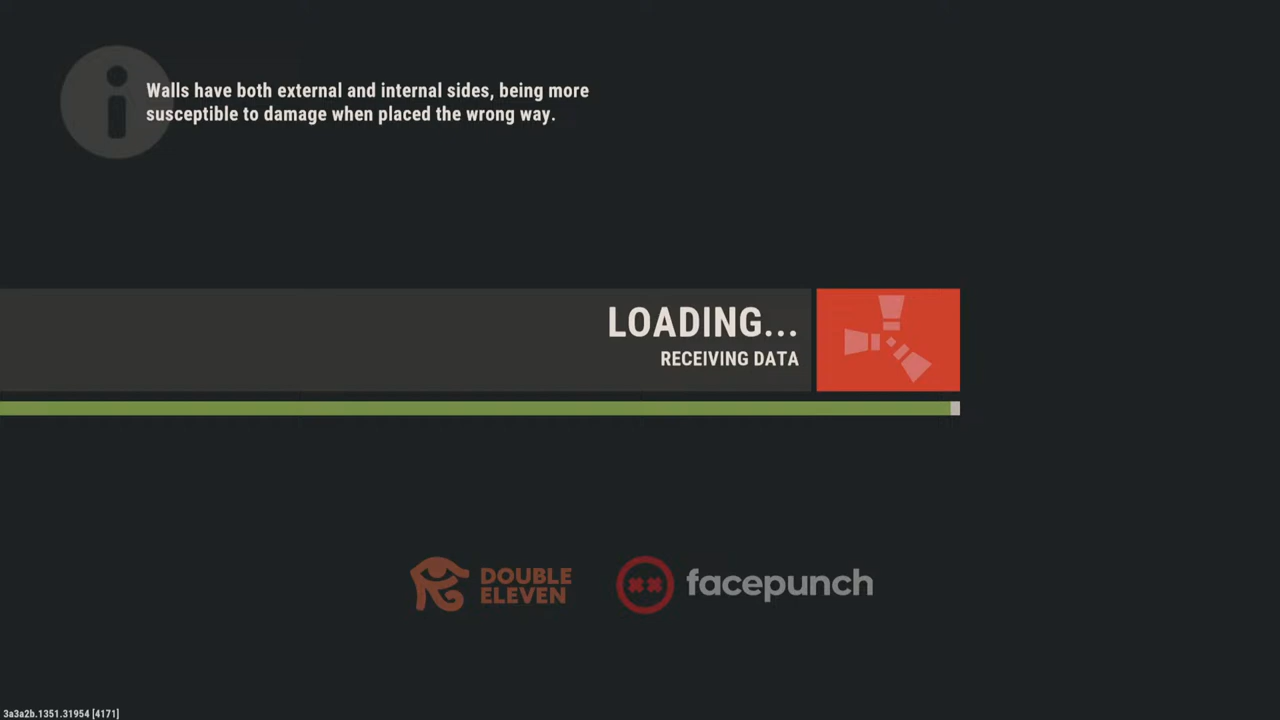 Walls have both external and internal sides, being more
susceptible to damage when placed the wrong way.
LOADING...
RECEIVING DATA
DOUBLE
ELEVEN
facepunch
3a3a2b.1351.31954 [4171]